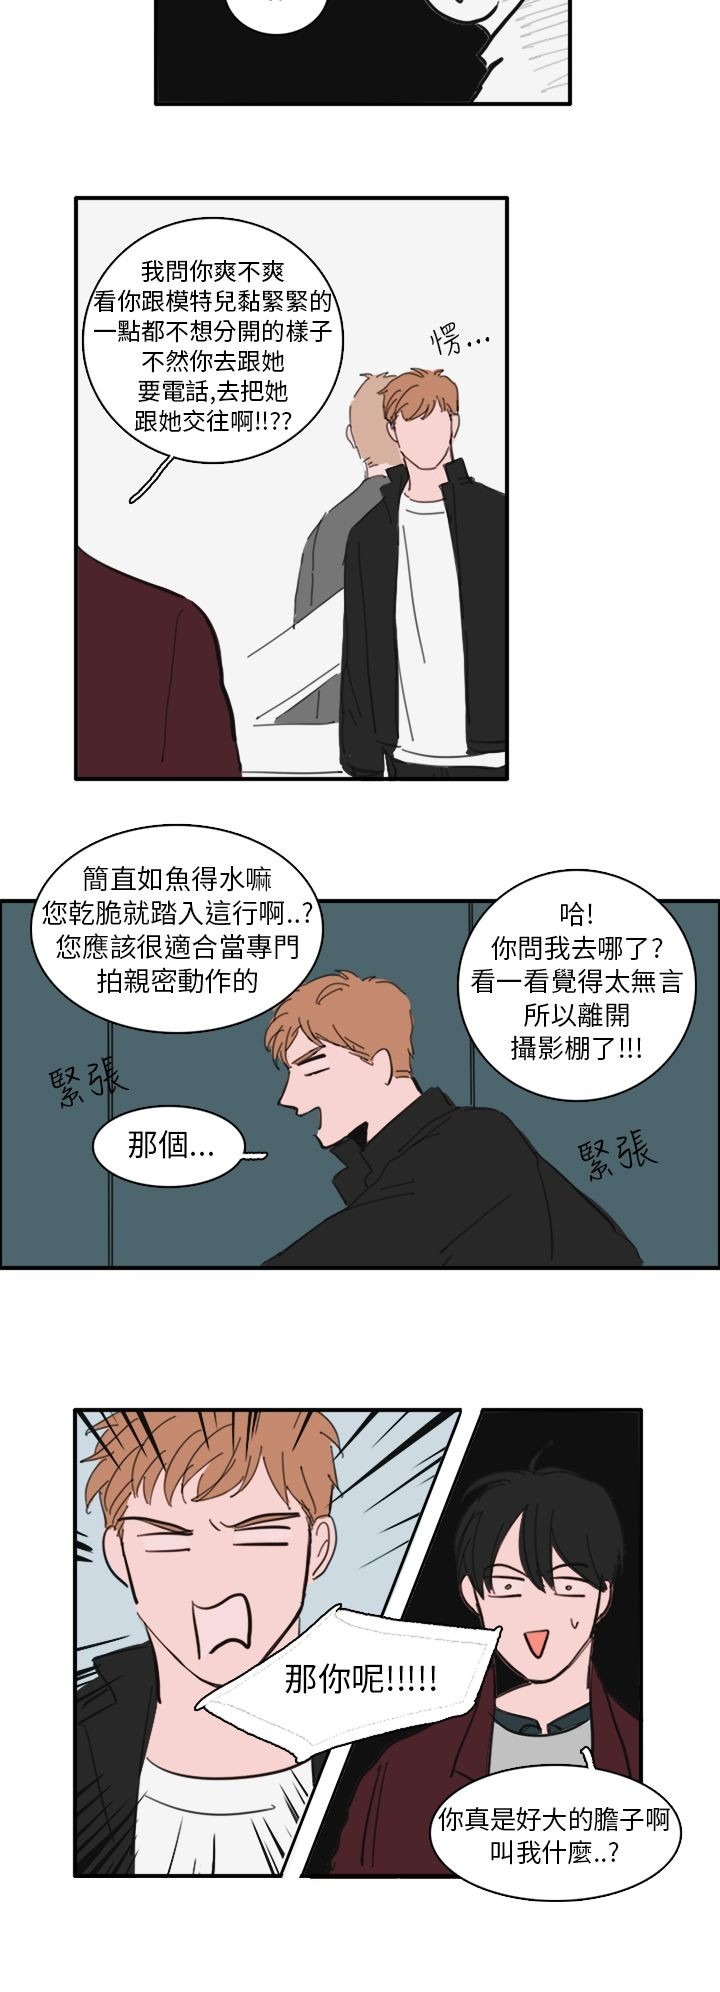 我問你爽不爽
看你跟模特兒黏緊緊的
一點都不想分開的樣子
不然你去跟她
要電話,去把她
跟她交往啊!!??
愣...
簡直如魚得水嘛
您乾脆就踏入這行啊..?
您應該很適合當專門
拍親密動作的
哈!
你問我去哪了?
看一看覺得太無言
所以離開
攝影棚了!!!
緊張
那個...
緊張
那你呢!!!!!
你真是好大的膽子啊
叫我什麼..?